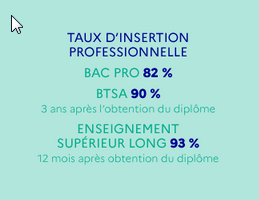 TAUX D'INSERTION
PROFESSIONNELLE
BAC PRO 82 %
BTSA 90 %
3 ans après l'obtention du diplôme
ENSEIGNEMENT
SUPÉRIEUR LONG 93 %
12 mois après obtention du diplôme